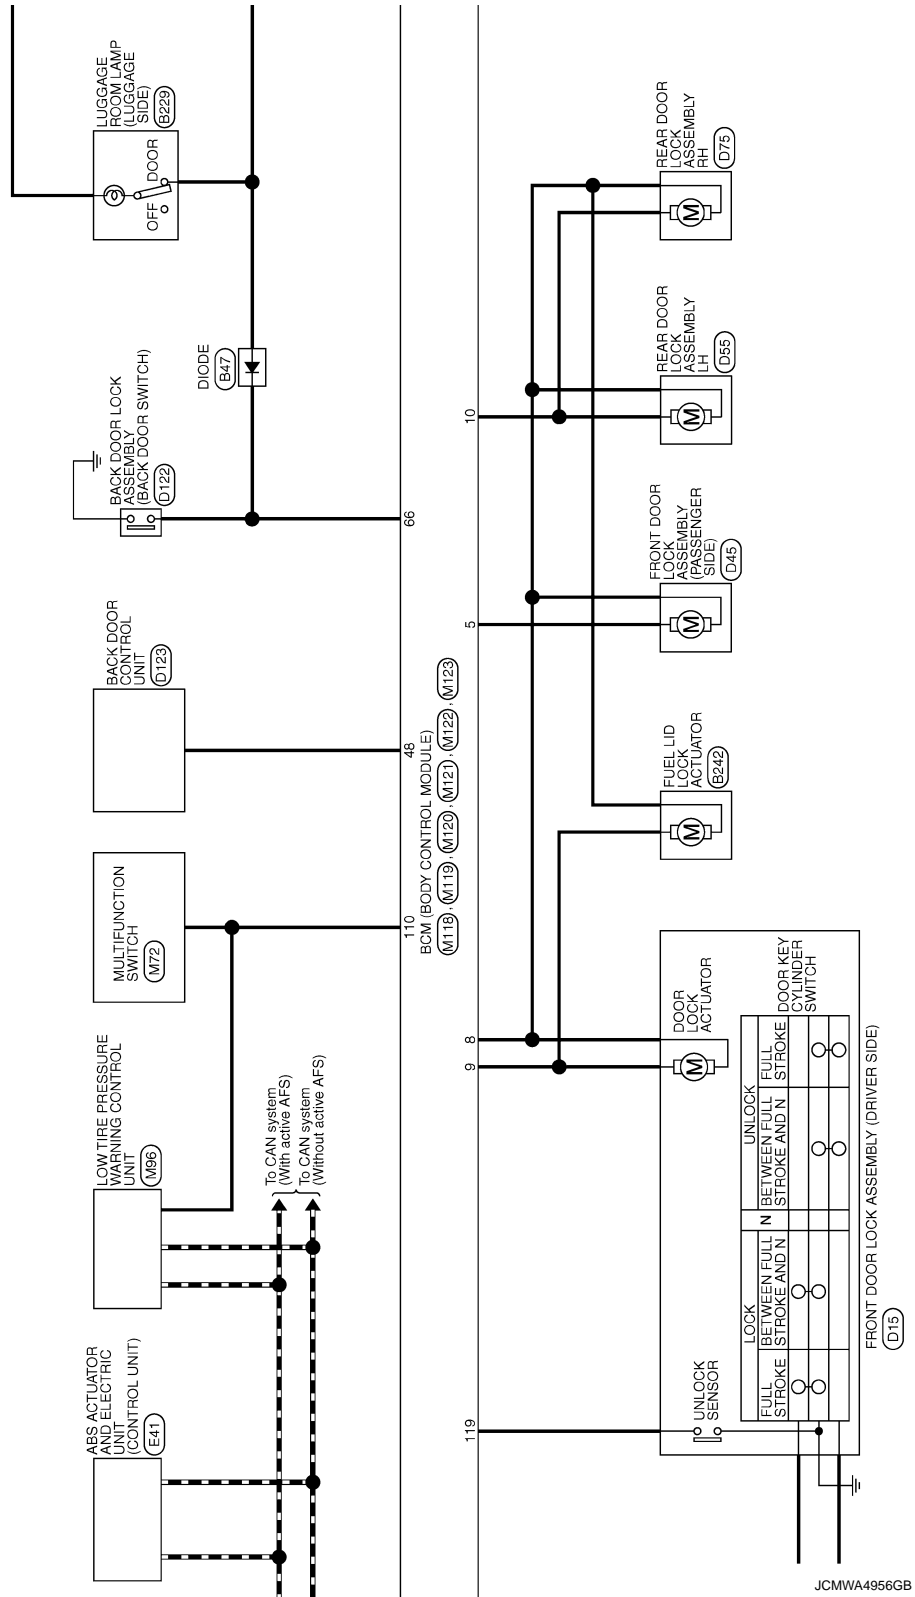 LUGGAGE
ROOM LAMP
(LUGGAGE
SIDE)
B229
OFF
DOOR
DIODE
B47
BACK DOOR LOCK
ASSEMBLY
(BACK DOOR SWITCH)
D122
66
BACK DOOR
CONTROL
UNIT
D123
48
MULTIFUNCTION
SWITCH
M72
110
LOW TIRE PRESSURE
WARNING CONTROL
UNIT
M96
To CAN system
(With active AFS)
To CAN system
(Without active AFS)
ABS ACTUATOR
AND ELECTRIC
UNIT
(CONTROL UNIT)
E41
BCM (BODY CONTROL MODULE)
M118 , M119 , M120 , M121 , M122 , M123
REAR DOOR
LOCK
ASSEMBLY
RH
D75
M
REAR DOOR
LOCK
ASSEMBLY
LH
D55
M
10
FRONT DOOR
LOCK
ASSEMBLY
(PASSENGER
SIDE)
D45
M
5
FUEL LID
LOCK
ACTUATOR
B242
M
8
9
DOOR
LOCK
ACTUATOR
M
119
UNLOCK
SENSOR
DOOR KEY
CYLINDER
SWITCH
LOCK
N
UNLOCK
FULL
STROKE
BETWEEN FULL
STROKE AND N
BETWEEN FULL
STROKE AND N
FULL
STROKE
FRONT DOOR LOCK ASSEMBLY (DRIVER SIDE)
D15
JCMWA4956GB